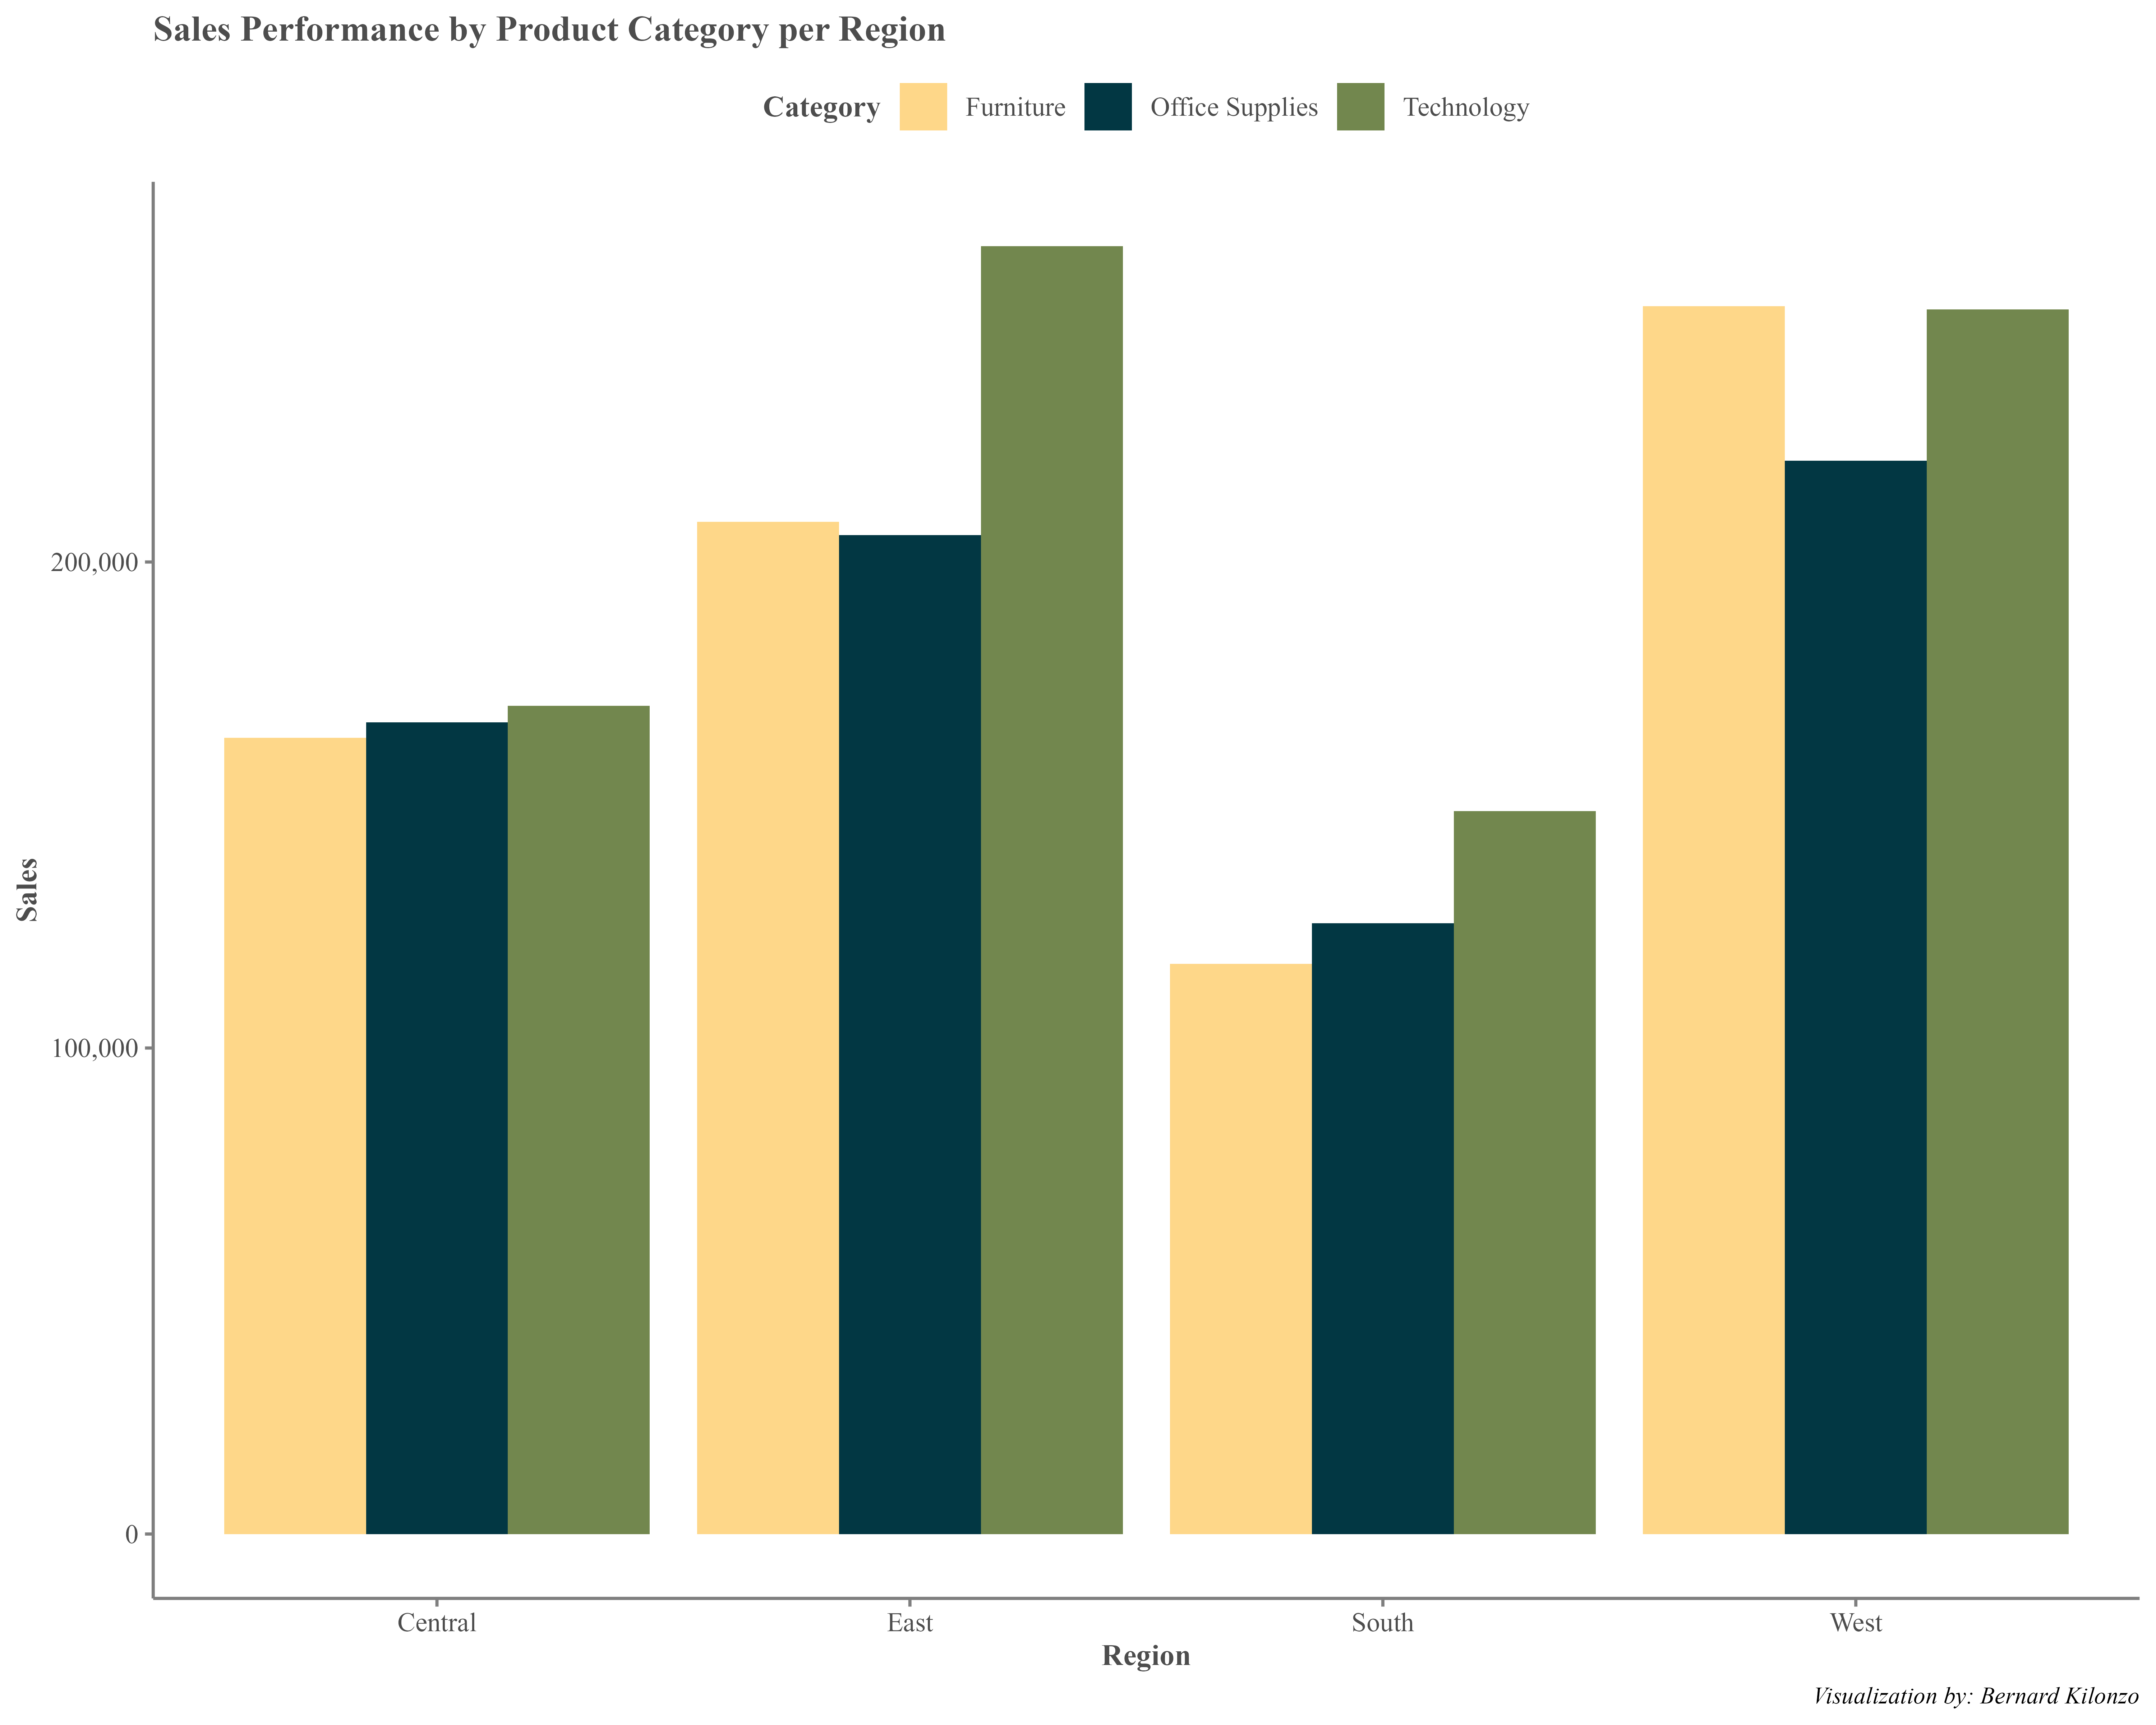 Sales Performance by Product Category per Region
Category Furniture Office Supplies Technology
200,000
100,000
0
Sales
Central East South West
Region
Visualization by: Bernard Kilonzo